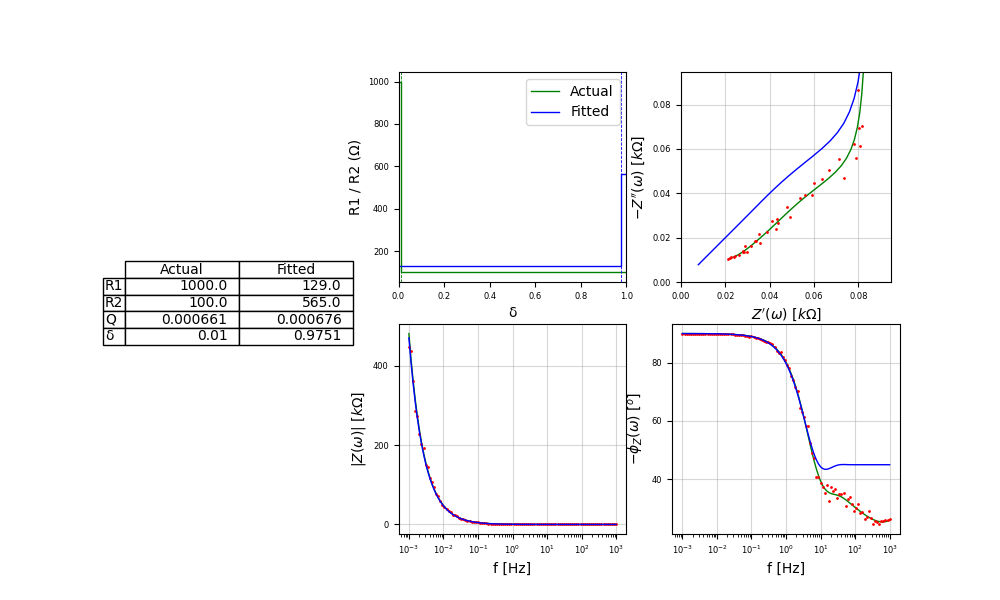 Actual Fitted
R1 1000.0 129.0
R2 100.0 565.0
Q 0.000661 0.000676
δ 0.01 0.9751
R1 / R2 (Ω)
1000
800
600
400
200
0.0 0.2 0.4 0.6 0.8 1.0
δ
Actual
Fitted
−Z″(ω) [kΩ]
0.08
0.06
0.04
0.02
0.00
0.00 0.02 0.04 0.06 0.08
Z′(ω) [kΩ]
|Z(ω)| [kΩ]
400
200
0
10⁻³ 10⁻² 10⁻¹ 10⁰ 10¹ 10² 10³
f [Hz]
−ϕ_Z(ω) [°]
80
60
40
10⁻³ 10⁻² 10⁻¹ 10⁰ 10¹ 10² 10³
f [Hz]